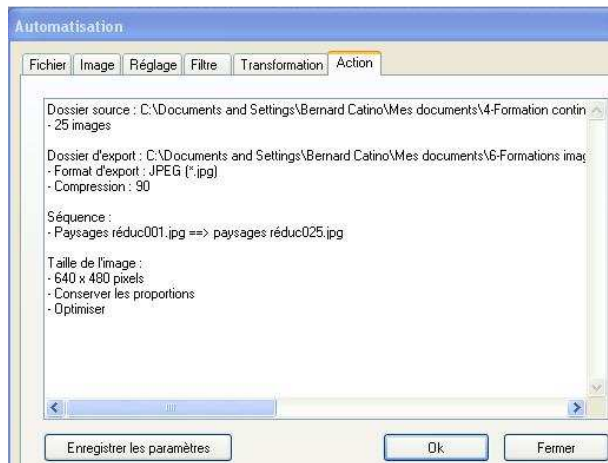 Automatisation
Fichier Image Réglage Filtre Transformation Action
Dossier source : C:\Documents and Settings\Bernard Catino\Mes documents\4-Formation contin
- 25 images
Dossier d'export : C:\Documents and Settings\Bernard Catino\Mes documents\6-Formations imag
- Format d'export : JPEG (*.jpg)
- Compression : 90
Séquence :
- Paysages réduc001.jpg ==> paysages réduc025.jpg
Taille de l'image :
- 640 x 480 pixels
- Conserver les proportions
- Optimiser
Enregistrer les paramètres Ok Fermer